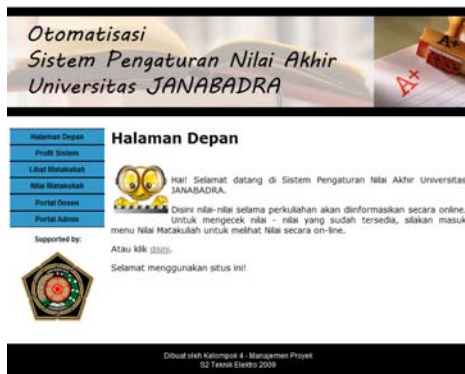 Otomatisasi
Sistem Pengaturan Nilai Akhir
Universitas JANABADRA
A+
A+
Halaman Depan
Profil Sistem
Lihat Matakuliah
Nilai Matakuliah
Portal Dosen
Portal Admin
Supported by:
Halaman Depan
Hai! Selamat datang di Sistem Pengaturan Nilai Akhir Universitas
JANABADRA.
Disini nilai-nilai selama perkuliahan akan diinformasikan secara online.
Untuk mengecek nilai - nilai yang sudah tersedia, silakan masuk
menu Nilai Matakuliah untuk melihat Nilai secara on-line.
Atau klik disini.
Selamat menggunakan situs ini!
Dibuat oleh Kelompok 4 - Manajemen Proyek
S2 Teknik Elektro 2009